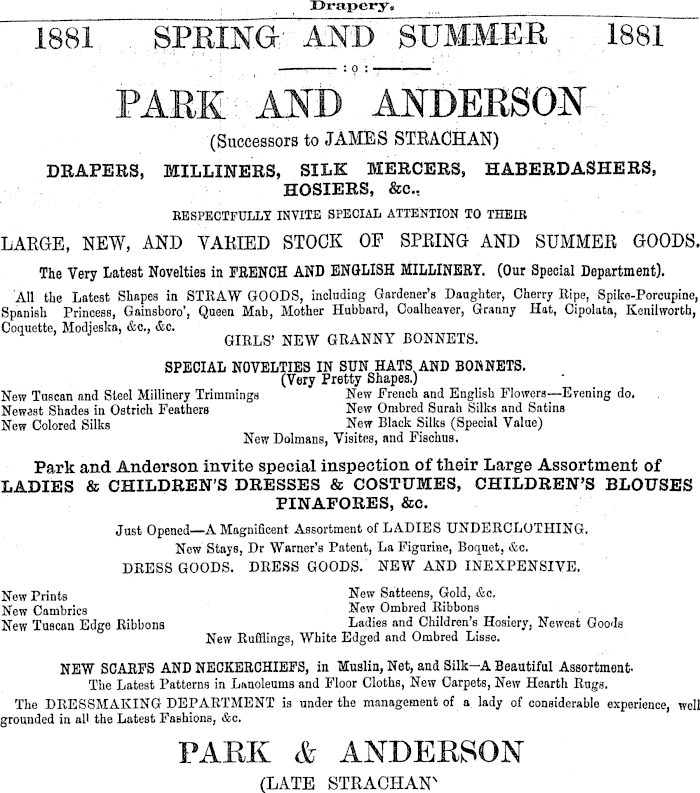 Drapery.
1881 SPRING AND SUMMER 1881
:o:
PARK AND ANDERSON
(Successors to JAMES STRACHAN)
DRAPERS, MILLINERS, SILK MERCERS, HABERDASHERS,
HOSIERS, &c.,
RESPECTFULLY INVITE SPECIAL ATTENTION TO THEIR
LARGE, NEW, AND VARIED STOCK OF SPRING AND SUMMER GOODS.
The Very Latest Novelties in FRENCH AND ENGLISH MILLINERY. (Our Special Department).
All the Latest Shapes in STRAW GOODS, including Gardener's Daughter, Cherry Ripe, Spike-Porcupine,
Spanish Princess, Gainsboro', Queen Mab, Mother Hubbard, Coalheaver, Granny Hat, Cipolata, Kenilworth,
Coquette, Modjeska, &c., &c.
GIRLS' NEW GRANNY BONNETS.
SPECIAL NOVELTIES IN SUN HATS AND BONNETS.
(Very Pretty Shapes.)
New Tuscan and Steel Millinery Trimmings
Newest Shades in Ostrich Feathers
New Colored Silks
New French and English Flowers—Evening do.
New Ombred Surah Silks and Satins
New Black Silks (Special Value)
New Dolmans, Visites, and Fischus.
Park and Anderson invite special inspection of their Large Assortment of
LADIES & CHILDREN'S DRESSES & COSTUMES, CHILDREN'S BLOUSES
PINAFORES, &c.
Just Opened—A Magnificent Assortment of LADIES UNDERCLOTHING.
New Stays, Dr Warner's Patent, La Figurine, Boquet, &c.
DRESS GOODS. DRESS GOODS. NEW AND INEXPENSIVE.
New Prints
New Cambrics
New Tuscan Edge Ribbons
New Satteens, Gold, &c.
New Ombred Ribbons
Ladies and Children's Hosiery, Newest Goods
New Rufflings, White Edged and Ombred Lisse.
NEW SCARFS AND NECKERCHIEFS, in Muslin, Net, and Silk—A Beautiful Assortment.
The Latest Patterns in Lanoleums and Floor Cloths, New Carpets, New Hearth Rugs.
The DRESSMAKING DEPARTMENT is under the management of a lady of considerable experience, well
grounded in all the Latest Fashions, &c.
PARK & ANDERSON
(LATE STRACHAN